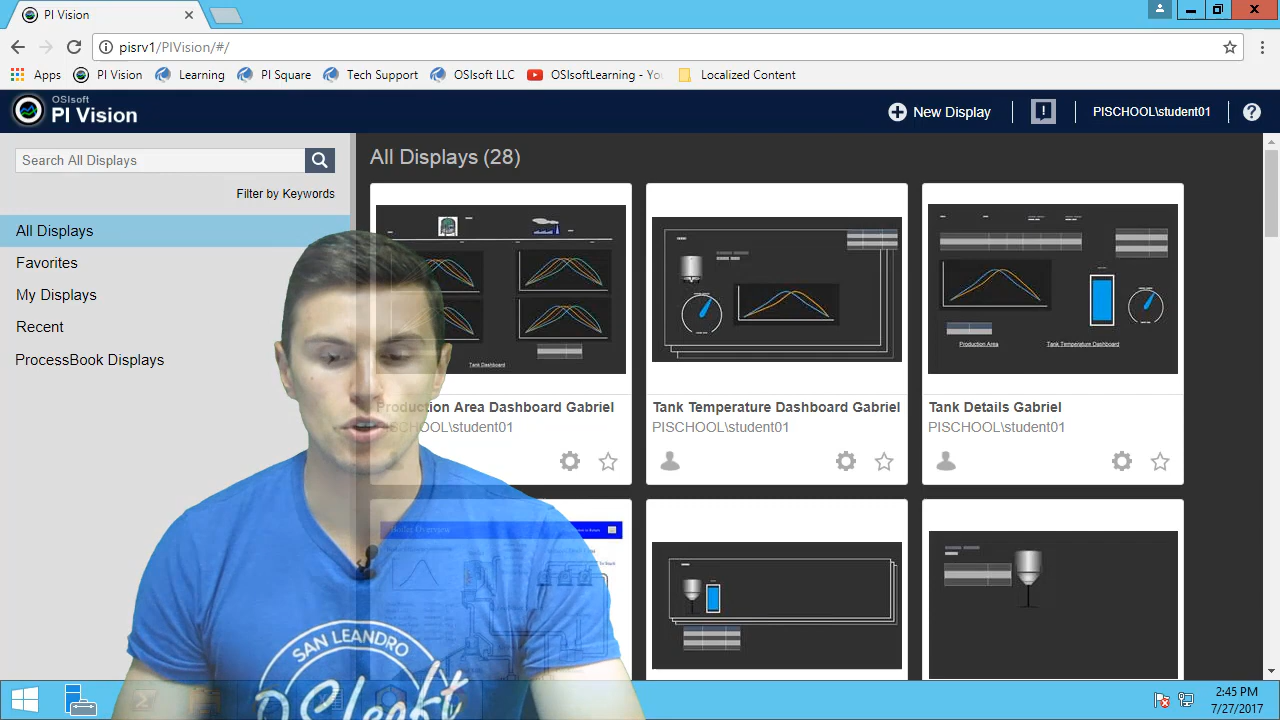 PI Vision
pisrv1/PIVision/#/
Apps PI Vision Learning PI Square Tech Support OSIsoft LLC OSIsoftLearning - Yo Localized Content
OSIsoft
PI Vision
New Display
PISCHOOL\student01
Search All Displays
Filter by Keywords
All Displays
Favorites
My Displays
Recent
ProcessBook Displays
All Displays (28)
Tank Dashboard
Production Area
Tank Temperature Dashboard
Production Area Dashboard Gabriel
PISCHOOL\student01
Tank Temperature Dashboard Gabriel
PISCHOOL\student01
Tank Details Gabriel
PISCHOOL\student01
SAN LEANDRO
OSIsoft
2:45 PM
7/27/2017